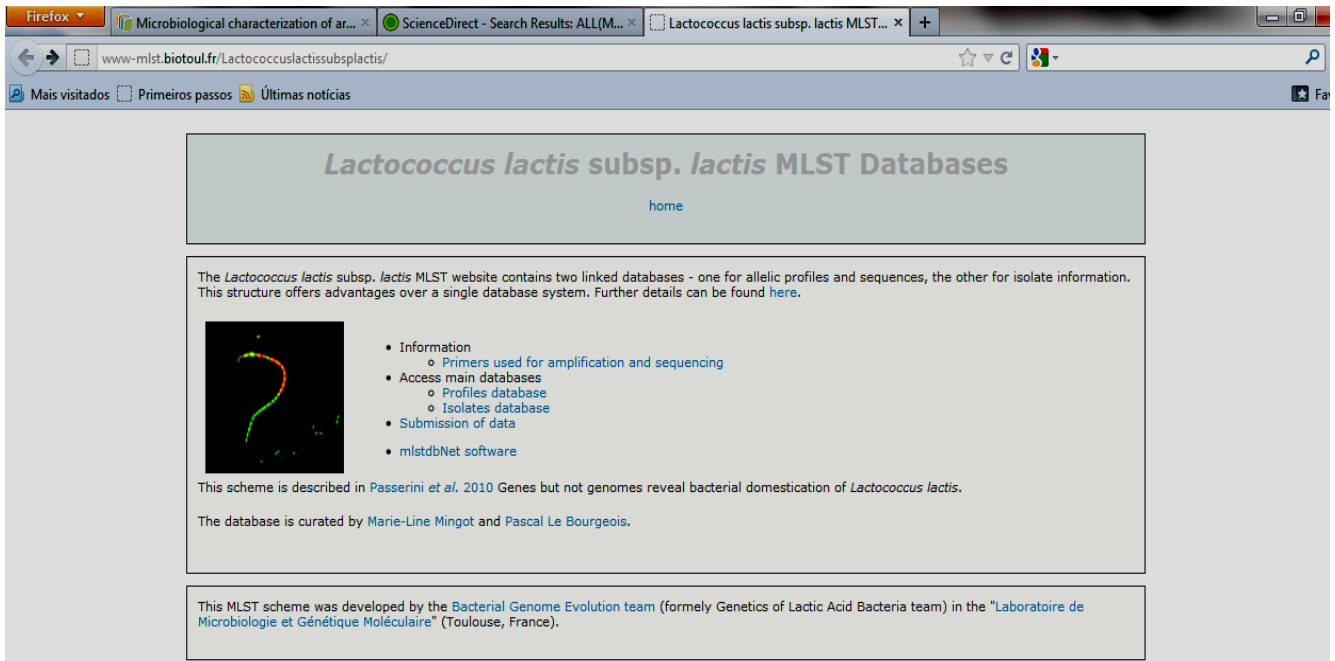 Firefox
Microbiological characterization of ar...
ScienceDirect - Search Results: ALL(M...
Lactococcus lactis subsp. lactis MLST...
www-mlst.biotoul.fr/Lactococcuslactissubsplactis/
Mais visitados Primeiros passos Últimas notícias Fav
Lactococcus lactis subsp. lactis MLST Databases
home
The Lactococcus lactis subsp. lactis MLST website contains two linked databases - one for allelic profiles and sequences, the other for isolate information.
This structure offers advantages over a single database system. Further details can be found here.
• Information
Primers used for amplification and sequencing
• Access main databases
Profiles database
Isolates database
• Submission of data
• mlstdbNet software
This scheme is described in Passerini et al. 2010 Genes but not genomes reveal bacterial domestication of Lactococcus lactis.
The database is curated by Marie-Line Mingot and Pascal Le Bourgeois.
This MLST scheme was developed by the Bacterial Genome Evolution team (formely Genetics of Lactic Acid Bacteria team) in the "Laboratoire de
Microbiologie et Génétique Moléculaire" (Toulouse, France).